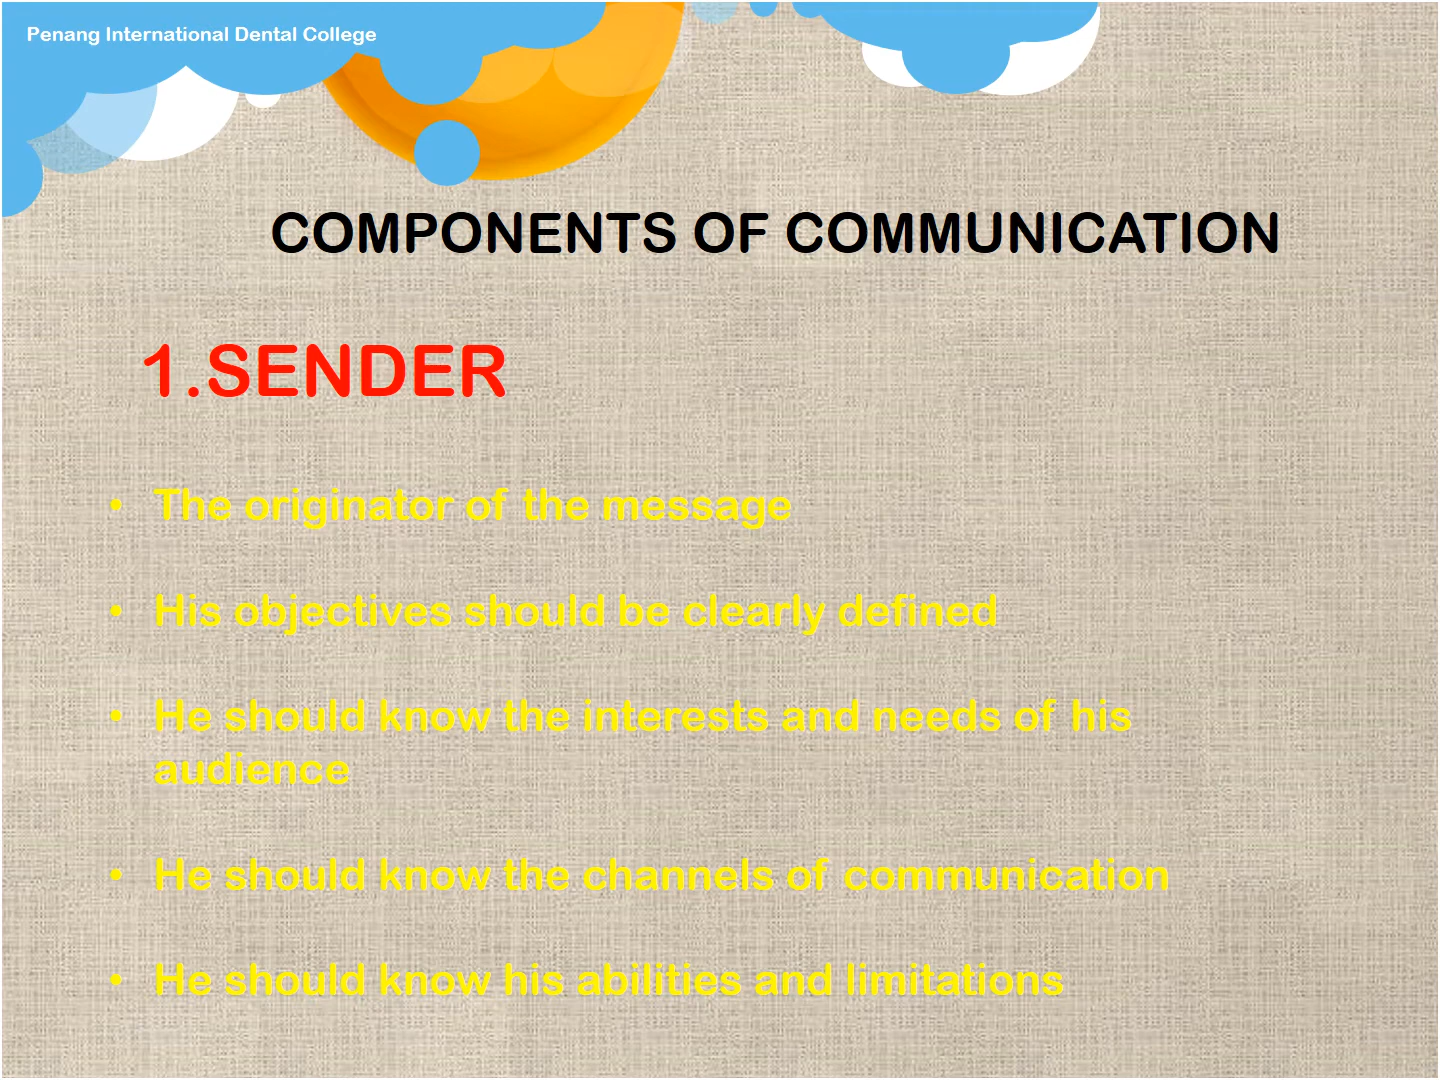 Penang International Dental College
COMPONENTS OF COMMUNICATION
1.SENDER
• The originator of the message
• His objectives should be clearly defined
• He should know the interests and needs of his
audience
• He should know the channels of communication
• He should know his abilities and limitations